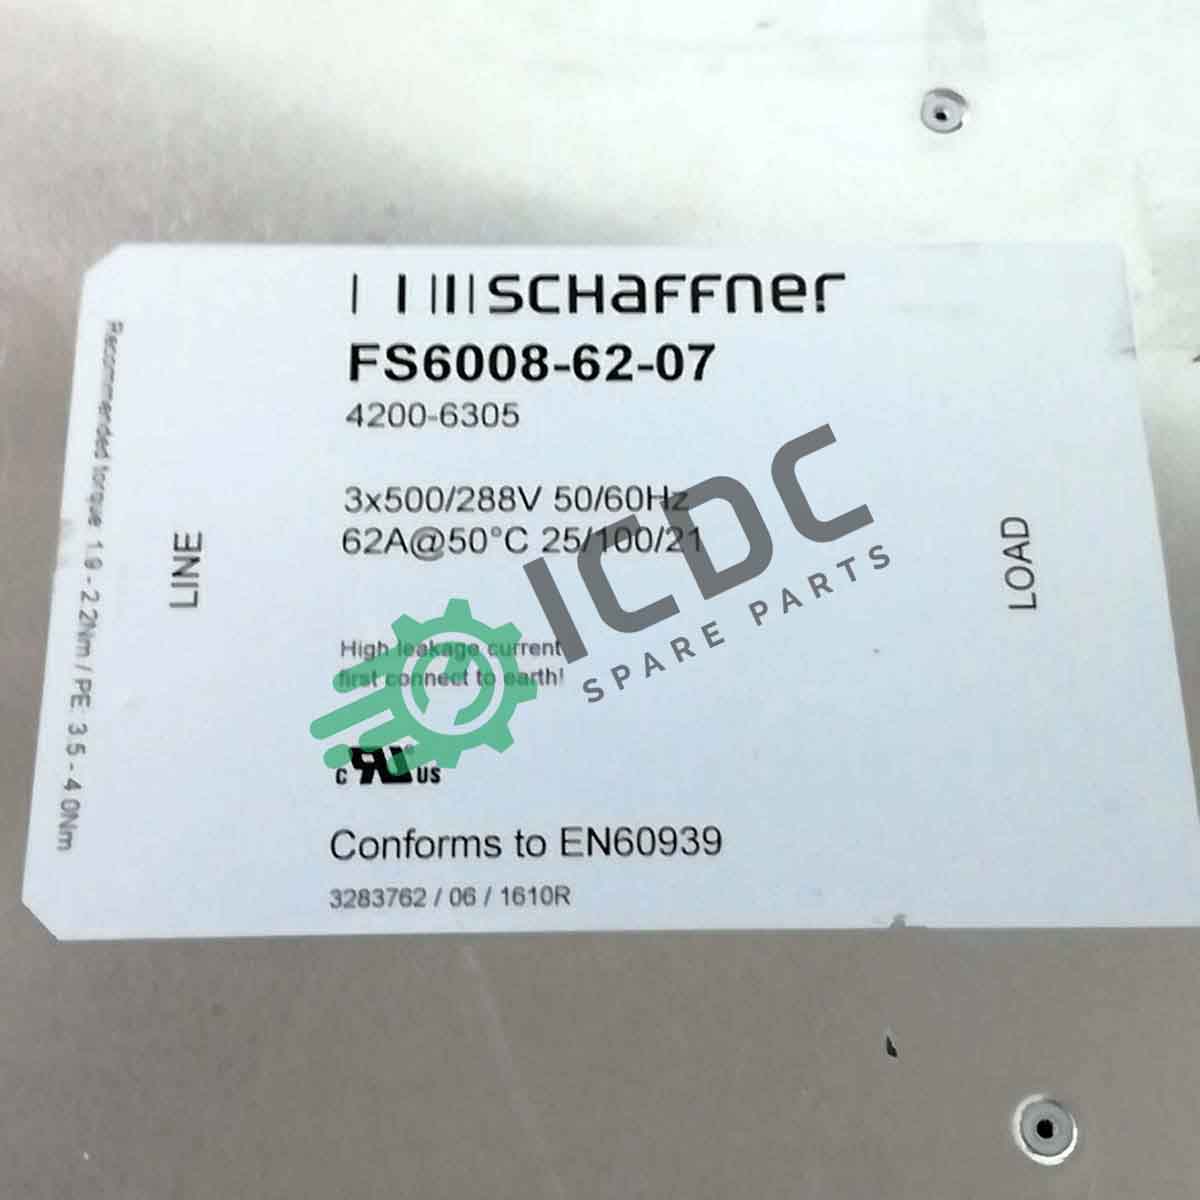 SCHaFFner
FS6008-62-07
4200-6305
3x500/288V 50/60Hz
62A@50°C 25/100/21
High leakage current
first connect to earth!
c RU US
Conforms to EN60939
3283762 / 06 / 1610R
Recommended torque: 1.9 - 2.2Nm / PE: 3.5 - 4.0Nm
LINE
LOAD
ICDC
SPARE PARTS